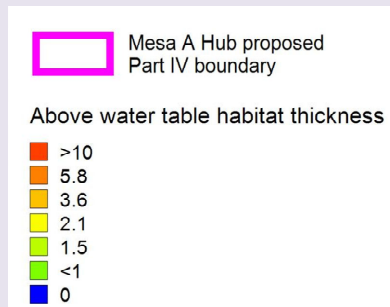 Mesa A Hub proposed
Part IV boundary
Above water table habitat thickness
>10
5.8
3.6
2.1
1.5
<1
0